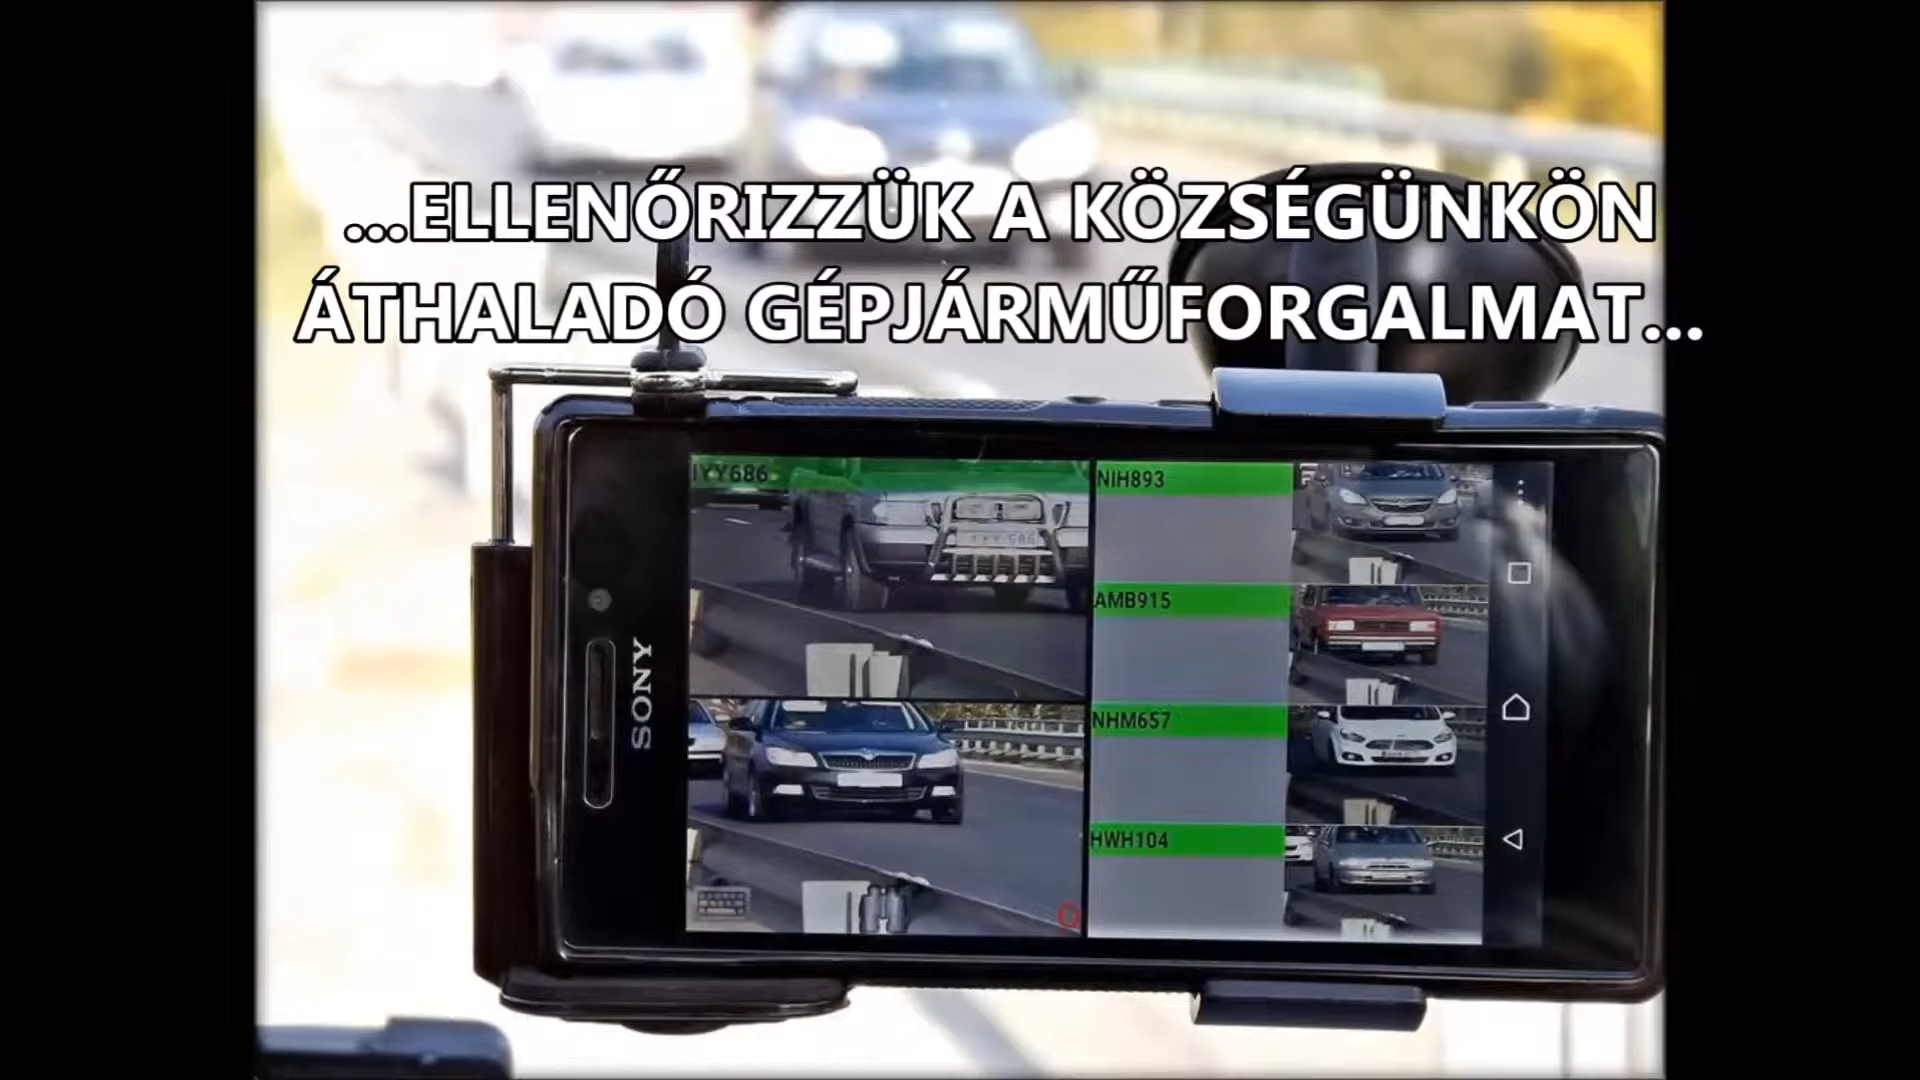 ...ELLENŐRIZZÜK A KÖZSÉGÜNKÖN
ÁTHALADÓ GÉPJÁRMŰFORGALMAT...
SONY
IYY686
NIH893
AMB915
NHM657
HWH104